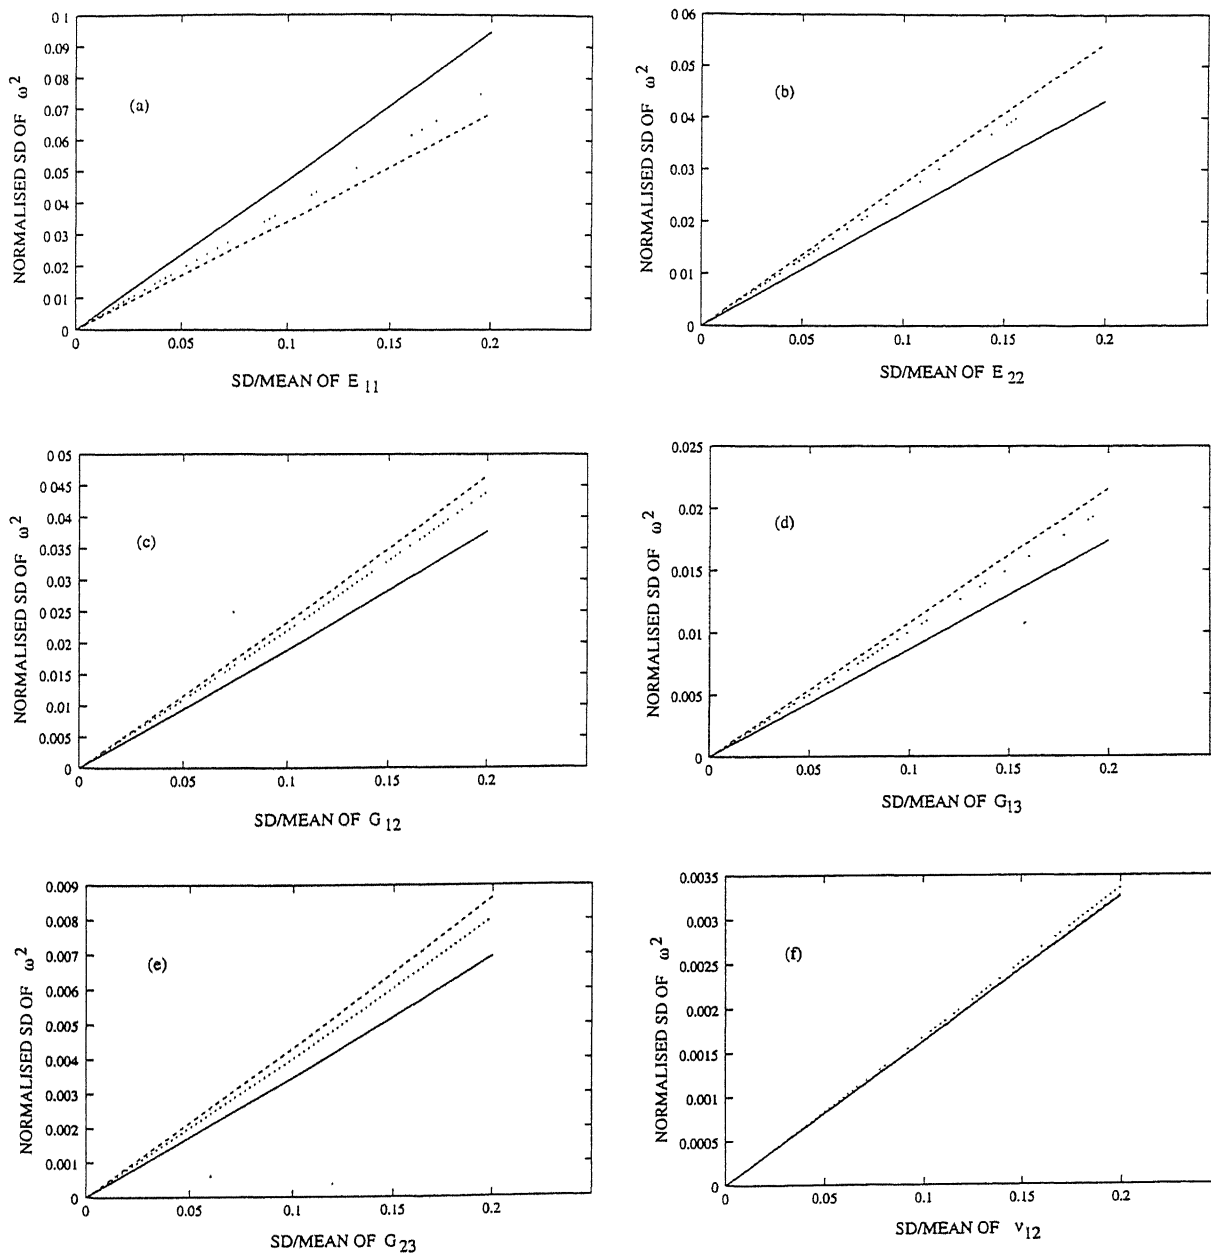 0 1
0.09
0.08
0.07
0.06
0.05
0.04
0.03
0.02
0.01
0
NORMALISED SD OF ω2
(a)
0 0.05 0.1 0.15 0.2
SD/MEAN OF E 11
0 06
0.05
0 04
0.03
0.02
0.01
0
NORMALISED SD OF ω2
(b)
0 0.05 0.1 0.15 0.2
SD/MEAN OF E 22
0 05
0 045
0.04
0.035
0.03
0.025
0.02
0.015
0.01
0.005
0
NORMALISED SD OF ω2
(c)
0 0.05 0.1 0.15 0.2
SD/MEAN OF G 12
0.025
0.02
0.015
0.01
0.005
0
NORMALISED SD OF ω2
(d)
0 0.05 0.1 0.15 0.2
SD/MEAN OF G13
0.009
0.008
0.007
0.006
0.005
0.004
0.003
0.002
0.001
0
NORMALISED SD OF ω2
(e)
0 0.05 0.1 0.15 0.2
SD/MEAN OF G23
0.0035
0.003
0.0025
0.002
0.0015
0.001
0.0005
0
NORMALISED SD OF ω2
(f)
0 0.05 0.1 0.15 0.2
SD/MEAN OF ν12